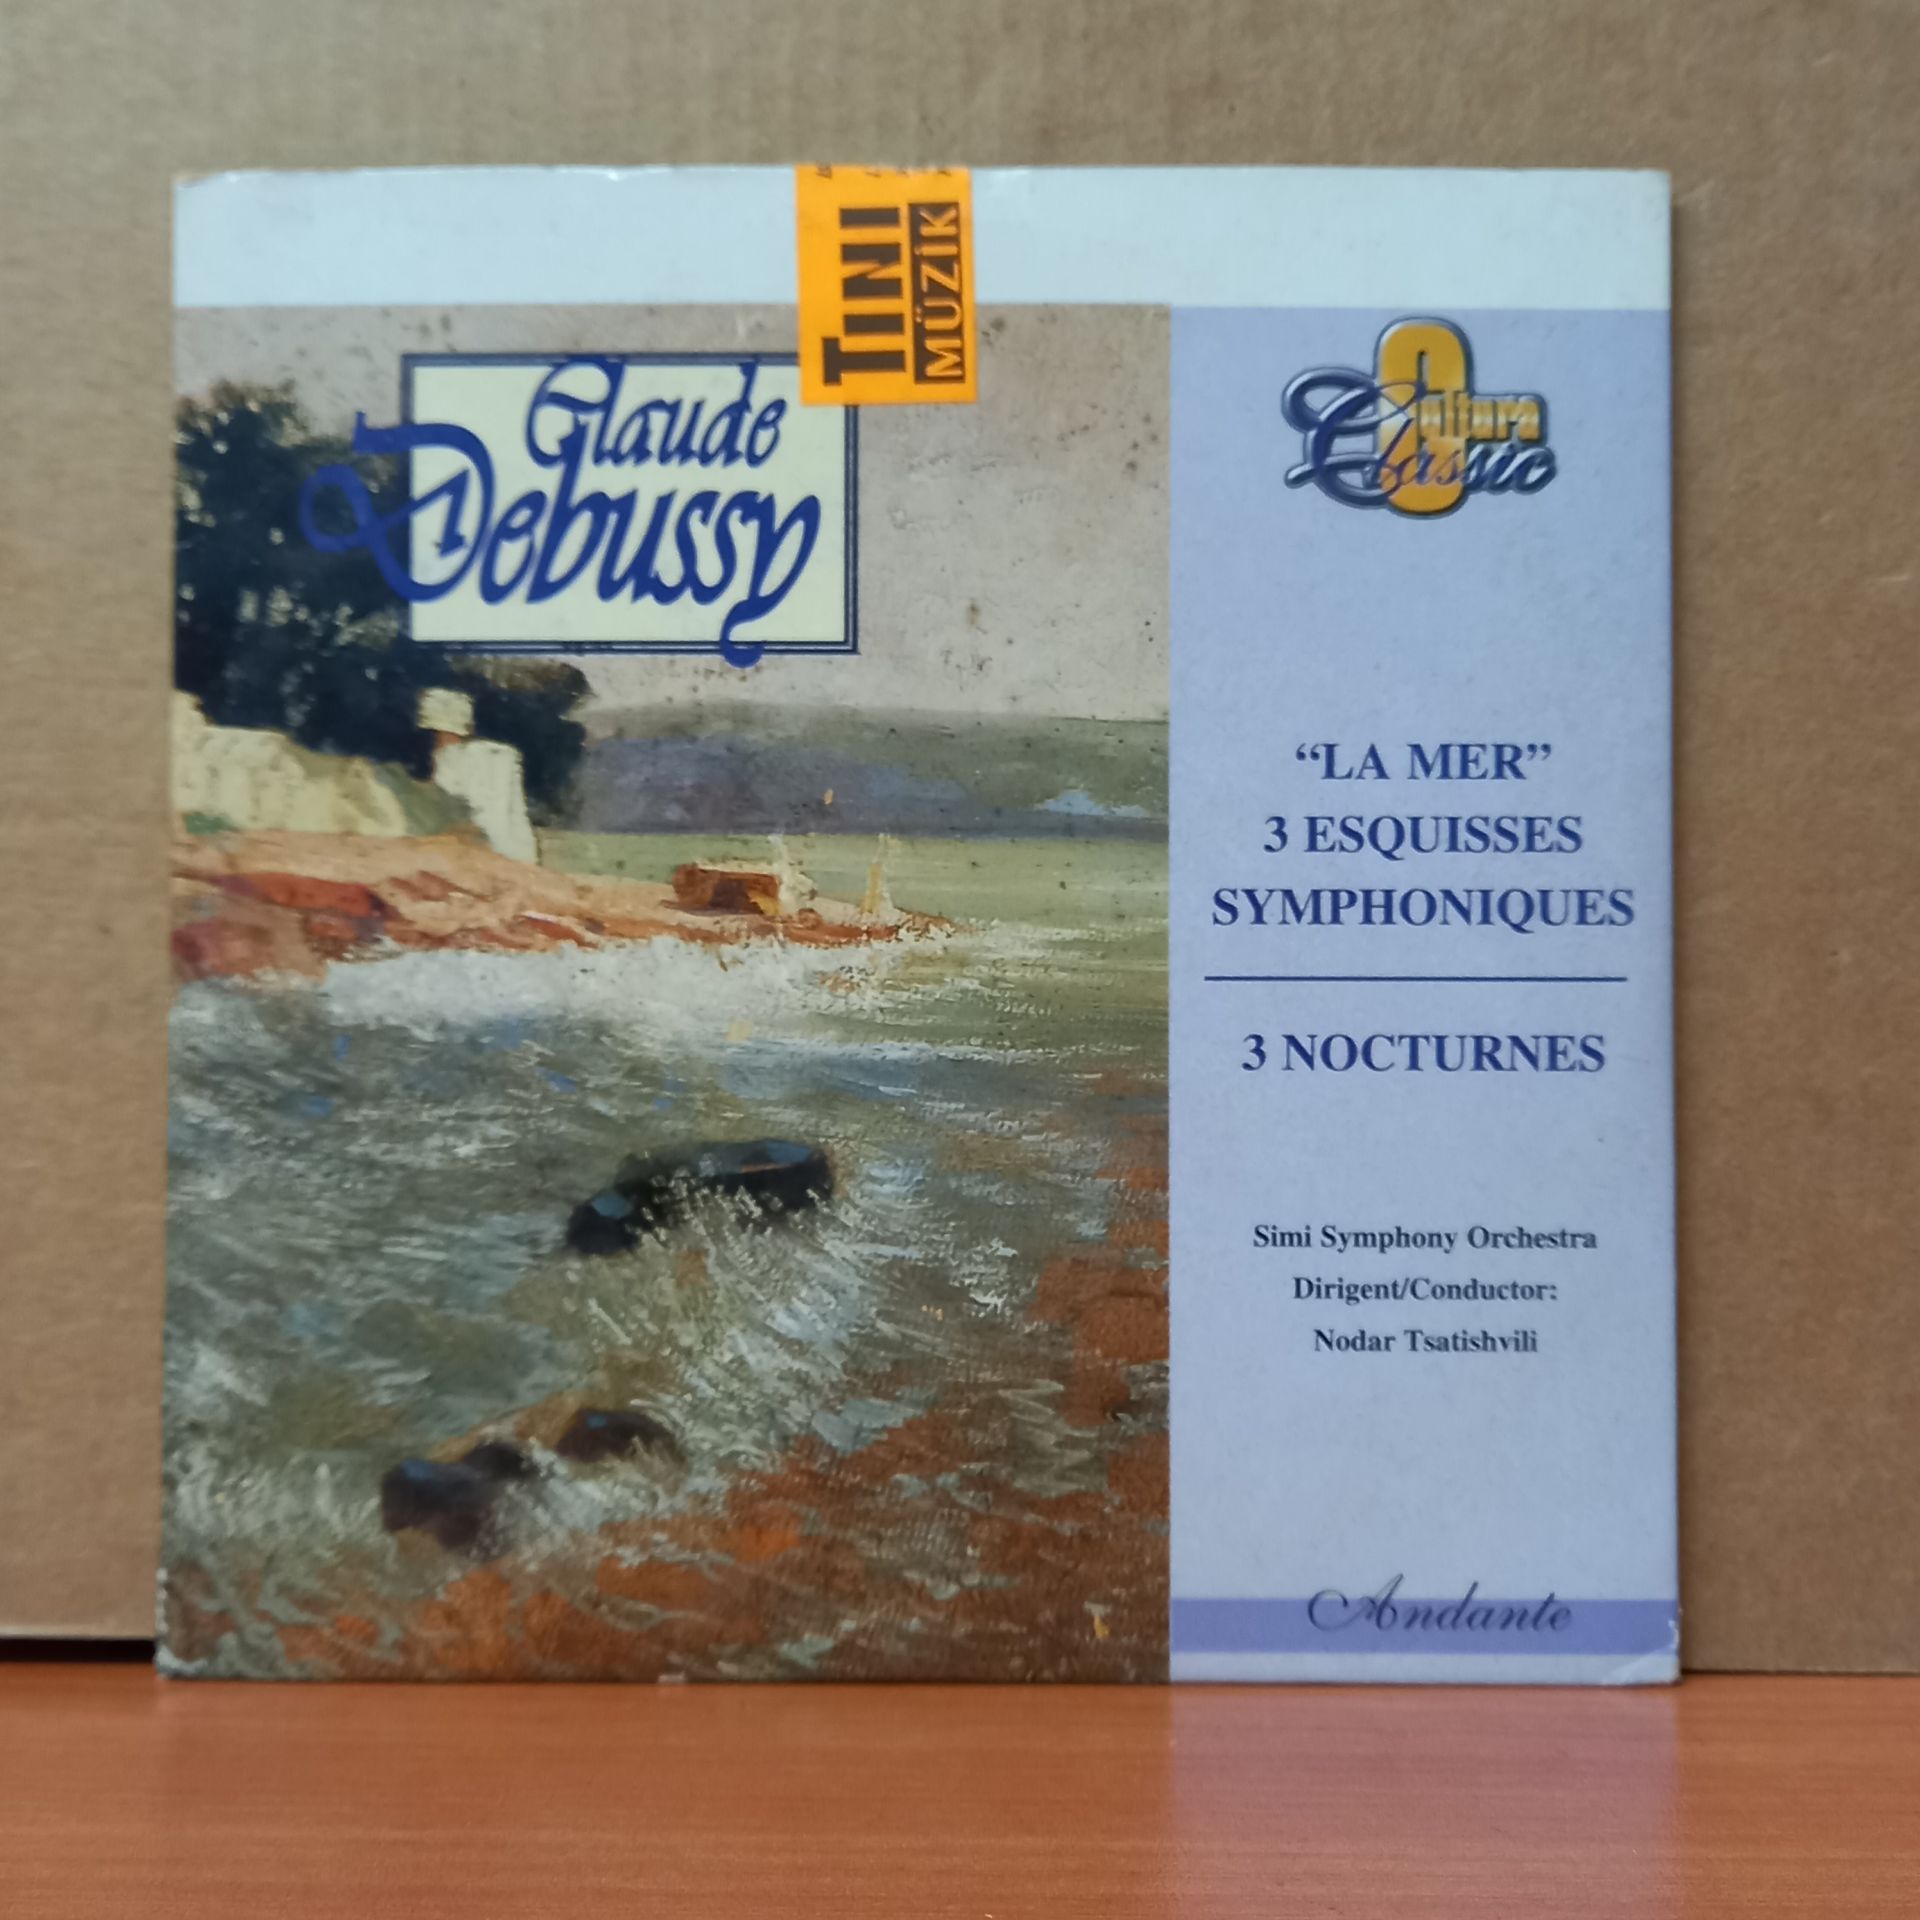 TINI
MÜZİK
Claude
Debussy
Cultura
Classic
“LA MER”
3 ESQUISSES
SYMPHONIQUES
3 NOCTURNES
Simi Symphony Orchestra
Dirigent/Conductor:
Nodar Tsatishvili
Andante